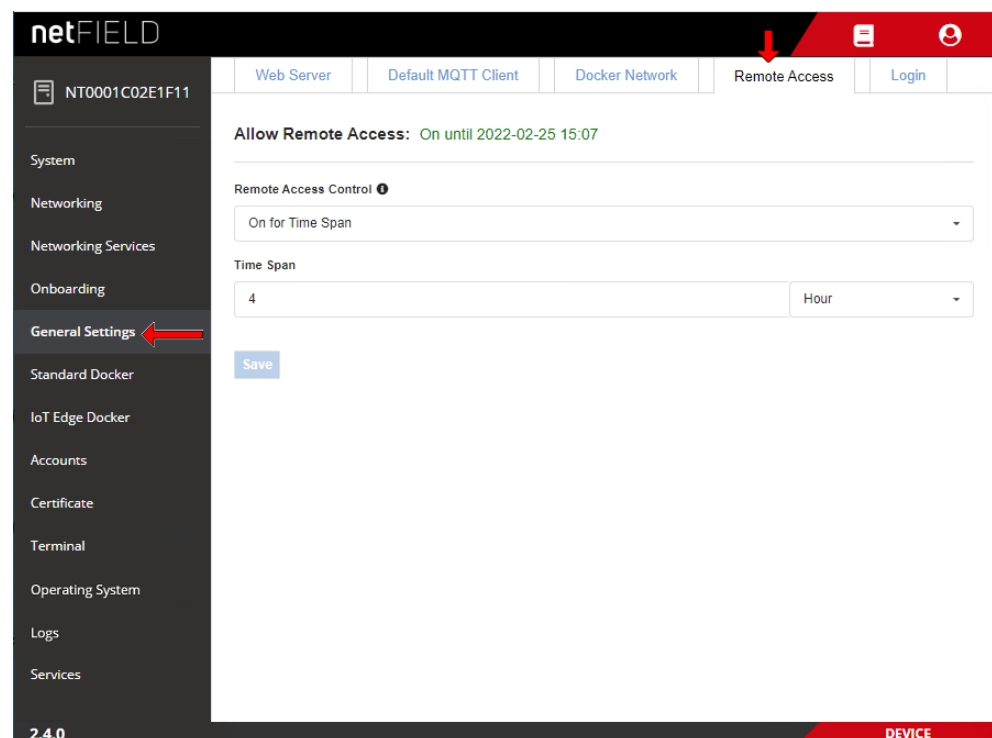 netFIELD
NT0001C02E1F11
System
Networking
Networking Services
Onboarding
General Settings
Standard Docker
IoT Edge Docker
Accounts
Certificate
Terminal
Operating System
Logs
Services
2.4.0
Web Server Default MQTT Client Docker Network Remote Access Login
Allow Remote Access: On until 2022-02-25 15:07
Remote Access Control
On for Time Span
Time Span
4 Hour
Save
DEVICE